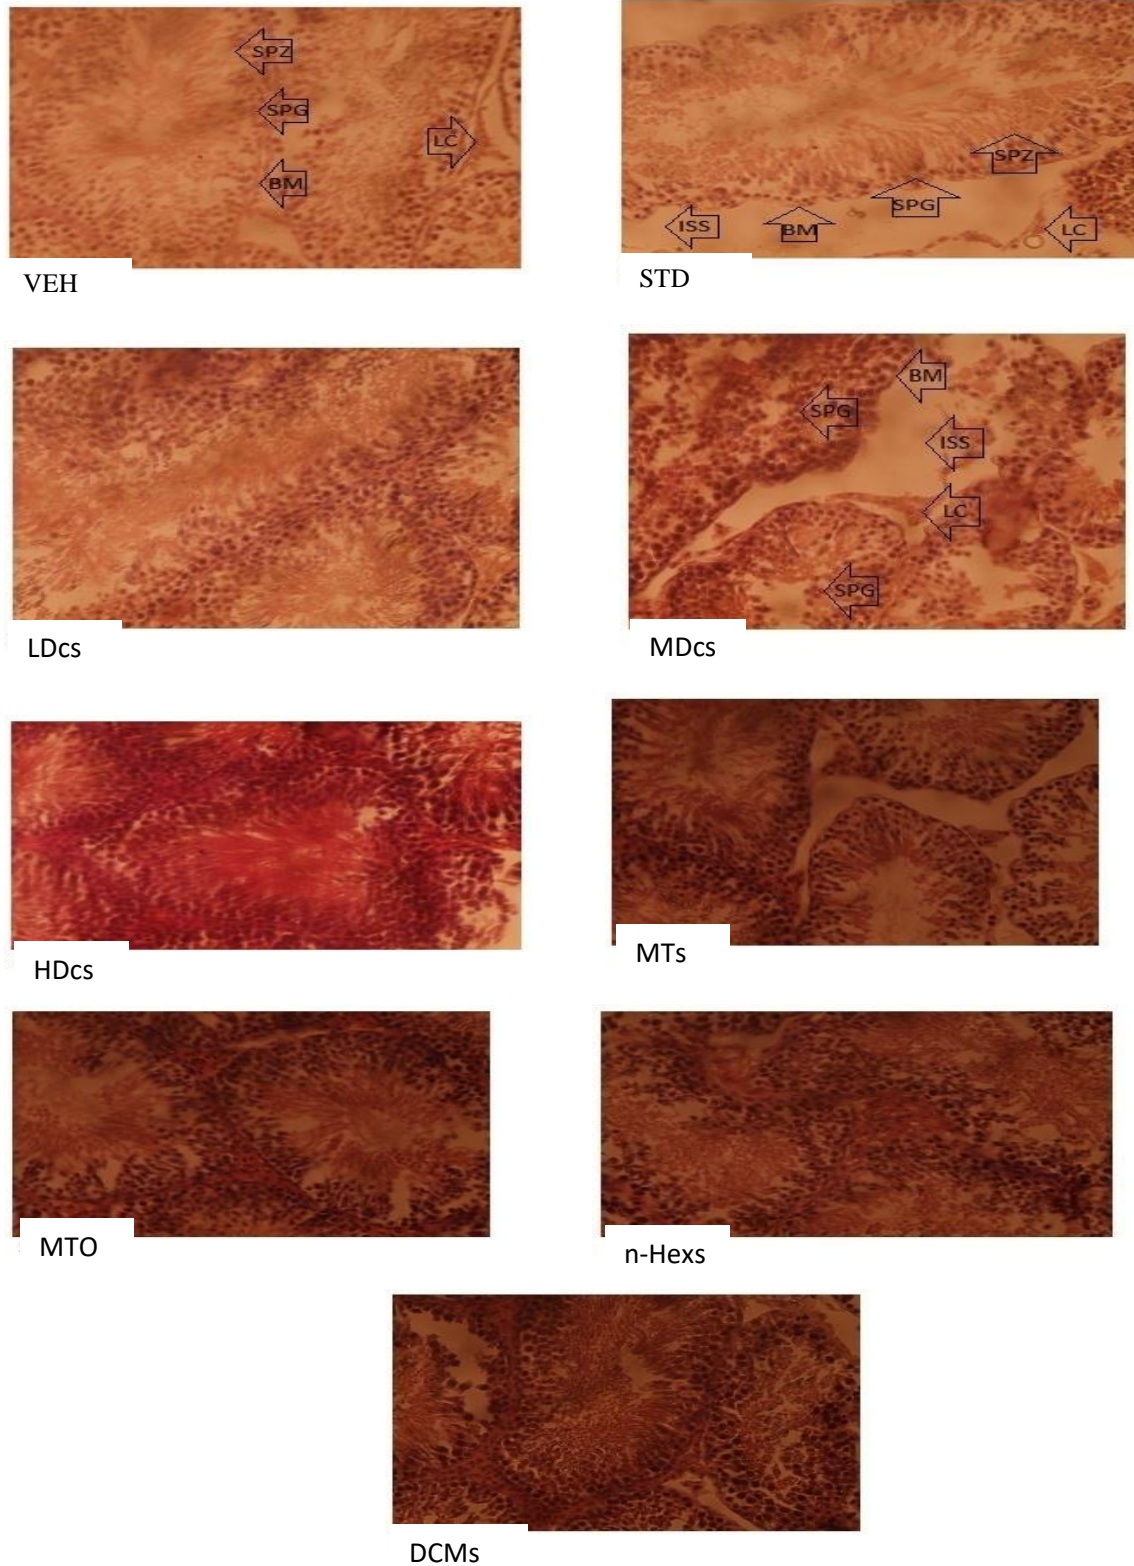 SPZ
SPG
LC
BM
VEH
SPZ
SPG
ISS
BM
LC
STD
LDcs
BM
SPG
ISS
LC
SPG
MDcs
HDcs
MTs
MTO
n-Hexs
DCMs